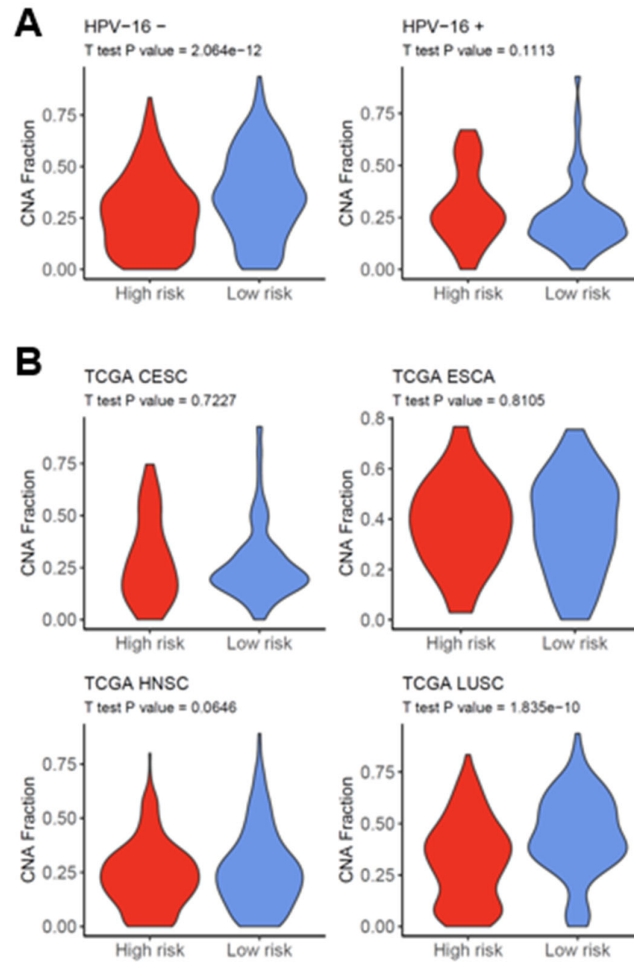 A
HPV−16 −
T test P value = 2.064e−12
CNA Fraction
0.75
0.50
0.25
0.00
High risk Low risk
HPV−16 +
T test P value = 0.1113
CNA Fraction
0.75
0.50
0.25
0.00
High risk Low risk
B
TCGA CESC
T test P value = 0.7227
CNA Fraction
0.75
0.50
0.25
0.00
High risk Low risk
TCGA ESCA
T test P value = 0.8105
CNA Fraction
0.8
0.6
0.4
0.2
0.0
High risk Low risk
TCGA HNSC
T test P value = 0.0646
CNA Fraction
0.75
0.50
0.25
0.00
High risk Low risk
TCGA LUSC
T test P value = 1.835e−10
CNA Fraction
0.75
0.50
0.25
0.00
High risk Low risk